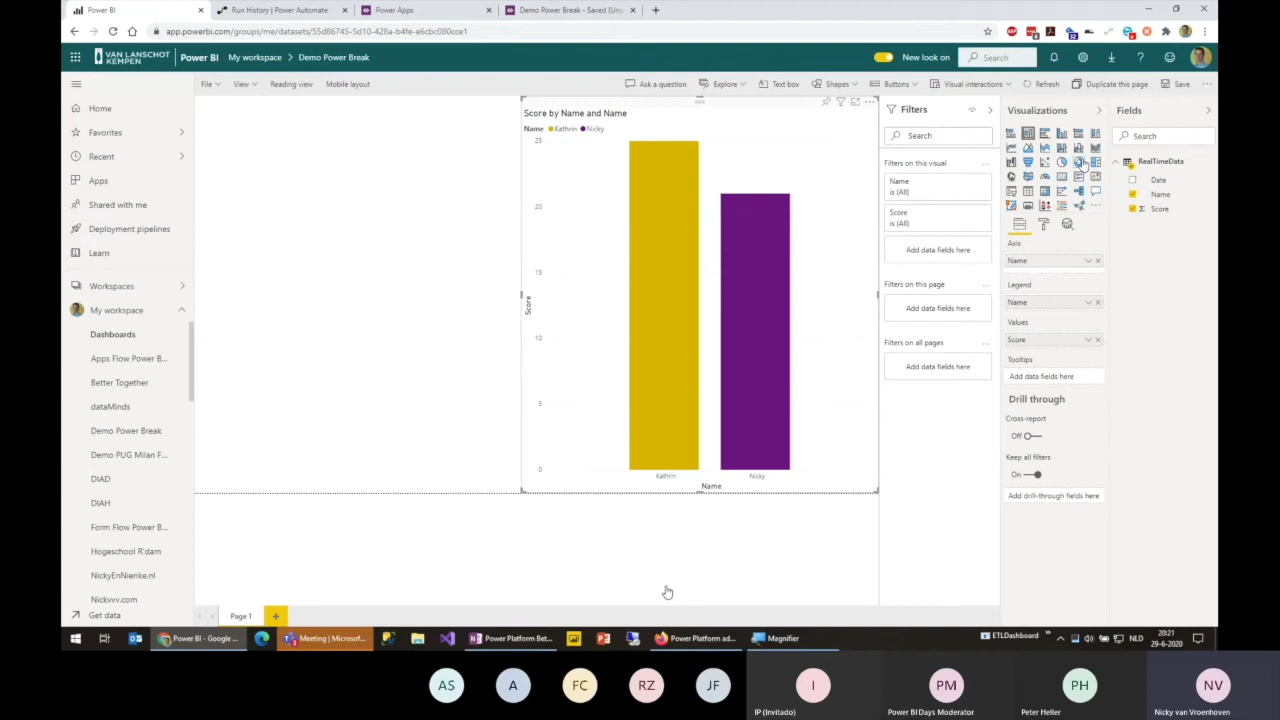 Power BI
Run History | Power Automate
Power Apps
Demo Power Break - Saved (Unp
app.powerbi.com/groups/me/datasets/55d86745-5d10-428a-b4fe-e6cbc080cce1
VAN LANSCHOT
KEMPEN
Power BI
My workspace
Demo Power Break
New look on
Search
File
View
Reading view
Mobile layout
Ask a question
Explore
Text box
Shapes
Buttons
Visual interactions
Refresh
Duplicate this page
Save
Home
Favorites
Recent
Apps
Shared with me
Deployment pipelines
Learn
Workspaces
My workspace
Dashboards
Apps Flow Power B...
Better Together
dataMinds
Demo Power Break
Demo PUG Milan F...
DIAD
DIAH
Form Flow Power B...
Hogeschool R'dam
NickyEnNienke.nl
Nickyvv.com
Get data
Score by Name and Name
Name Kathrin Nicky
25
20
15
10
5
0
Score
Kathrin
Nicky
Name
Page 1
Filters
Search
Filters on this visual
Name
is (All)
Score
is (All)
Add data fields here
Filters on this page
Add data fields here
Filters on all pages
Add data fields here
Visualizations
Axis
Name
Legend
Name
Values
Score
Tooltips
Add data fields here
Drill through
Cross-report
Off
Keep all filters
On
Add drill-through fields here
Fields
Search
RealTimeData
Date
Name
Score
Power BI - Google ...
Meeting | Microsof...
Power Platform Bet...
Power Platform ad...
Magnifier
ETLDashboard
NLD
20:21
29-6-2020
AS
A
FC
RZ
JF
I
IP (Invitado)
PM
Power BI Days Moderator
PH
Peter Heller
NV
Nicky van Vroenhoven